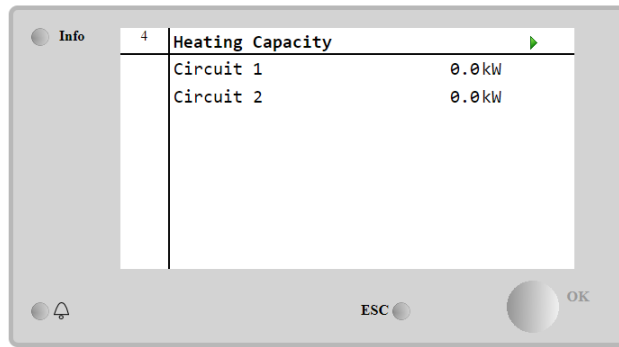 Info
4 Heating Capacity
Circuit 1 0.0kW
Circuit 2 0.0kW
ESC
OK